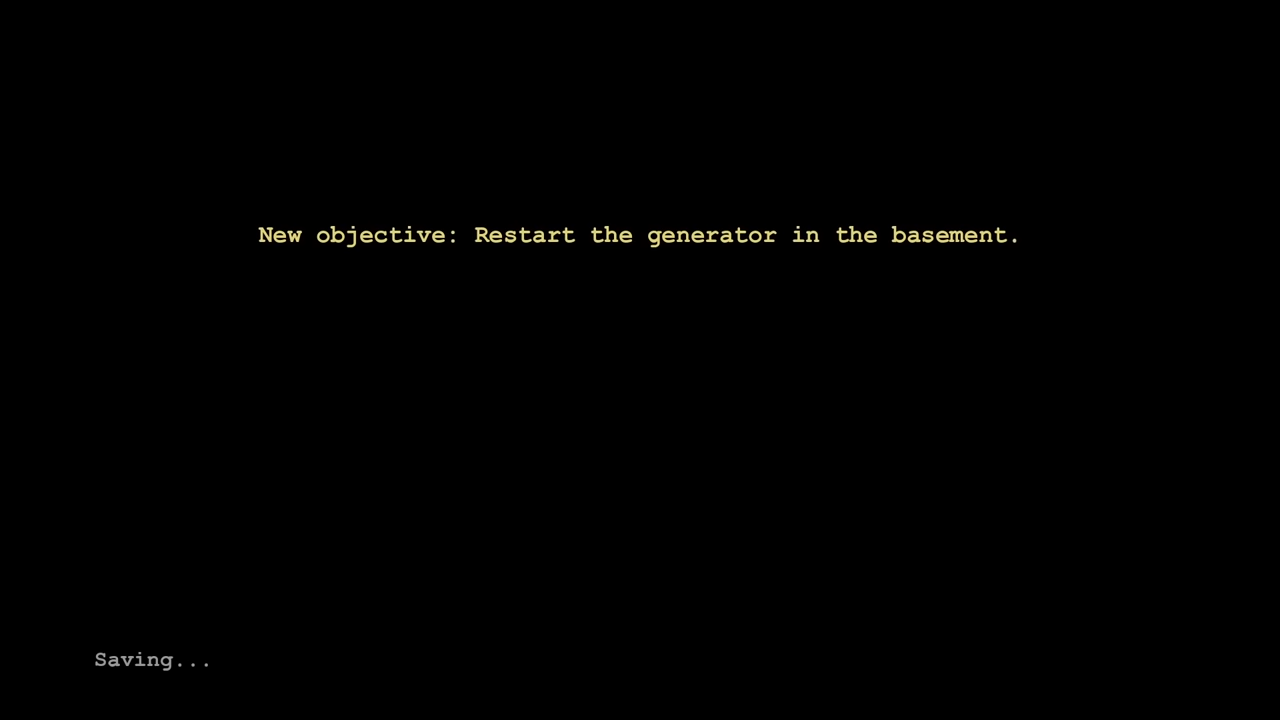 New objective: Restart the generator in the basement.
Saving...